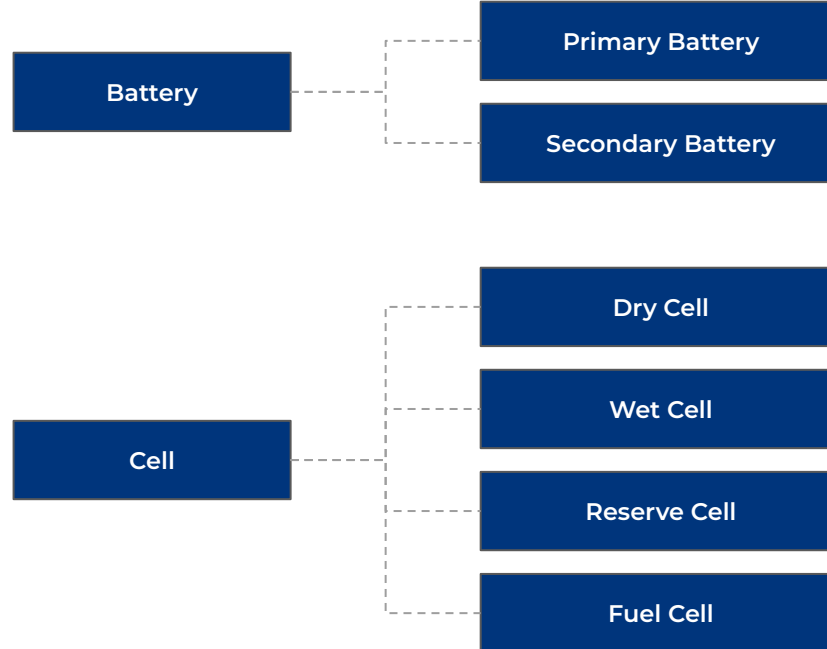 Primary Battery
Battery
Secondary Battery
Dry Cell
Wet Cell
Cell
Reserve Cell
Fuel Cell